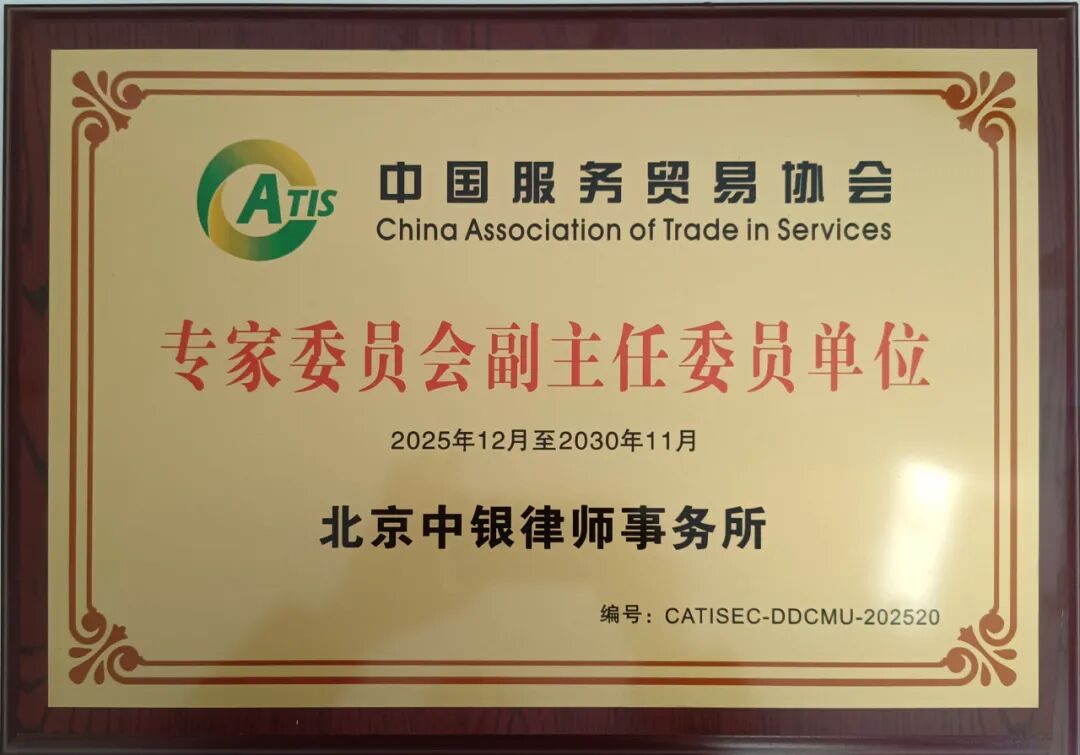 CATIS
中国服务贸易协会
China Association of Trade in Services
专家委员会副主任委员单位
2025年12月至2030年11月
北京中银律师事务所
编号：CATISEC-DDCMU-202520